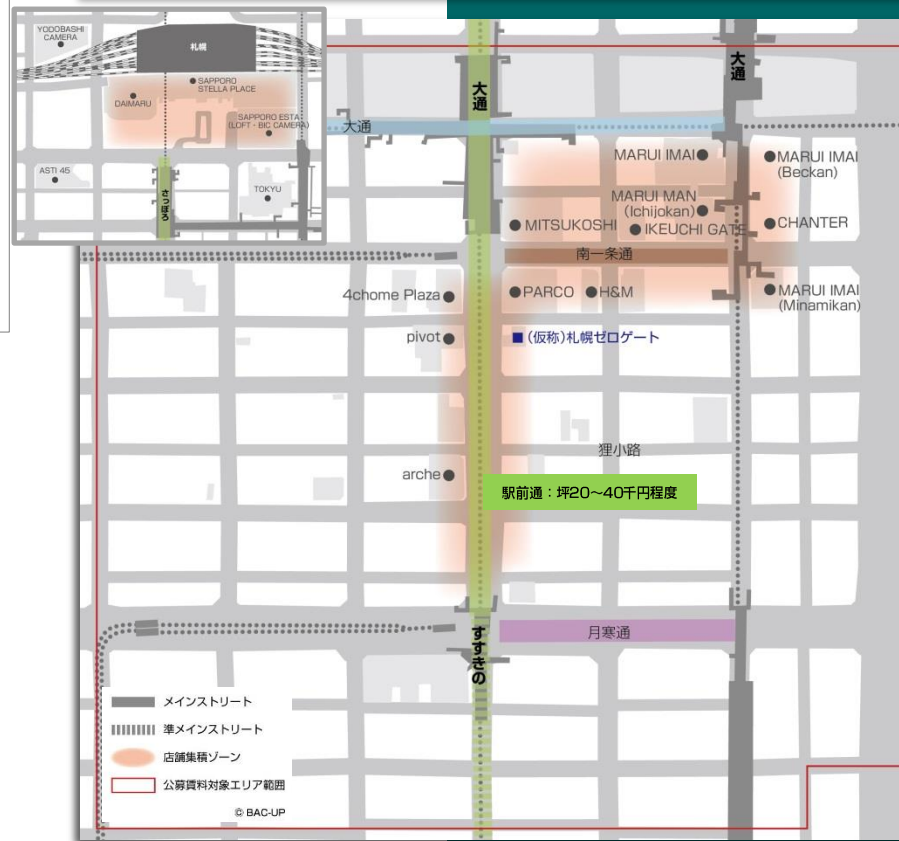 YODOBASHI
CAMERA
札幌
SAPPORO
STELLA PLACE
DAIMARU
SAPPORO ESTA
(LOFT・BIC CAMERA)
ASTI 45
さっぽろ
TOKYU
大通
大通
大通
MARUI IMAI
MARUI IMAI
(Beckan)
MARUI MAN
(Ichijokan)
MITSUKOSHI
IKEUCHI GATE
CHANTER
南一条通
4chome Plaza
PARCO
H&M
MARUI IMAI
(Minamikan)
pivot
(仮称)札幌ゼロゲート
狸小路
arche
駅前通：坪20～40千円程度
すすきの
月寒通
メインストリート
準メインストリート
店舗集積ゾーン
公募賃料対象エリア範囲
© BAC-UP